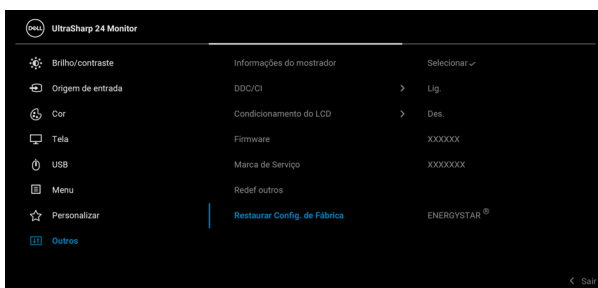 DELL UltraSharp 24 Monitor
Brilho/contraste
Origem de entrada
Cor
Tela
USB
Menu
Personalizar
Outros
Informações do mostrador Selecionar
DDC/CI Lig.
Condicionamento do LCD Des.
Firmware XXXXXX
Marca de Serviço XXXXXXX
Redef outros
Restaurar Config. de Fábrica ENERGYSTAR ®
Sair